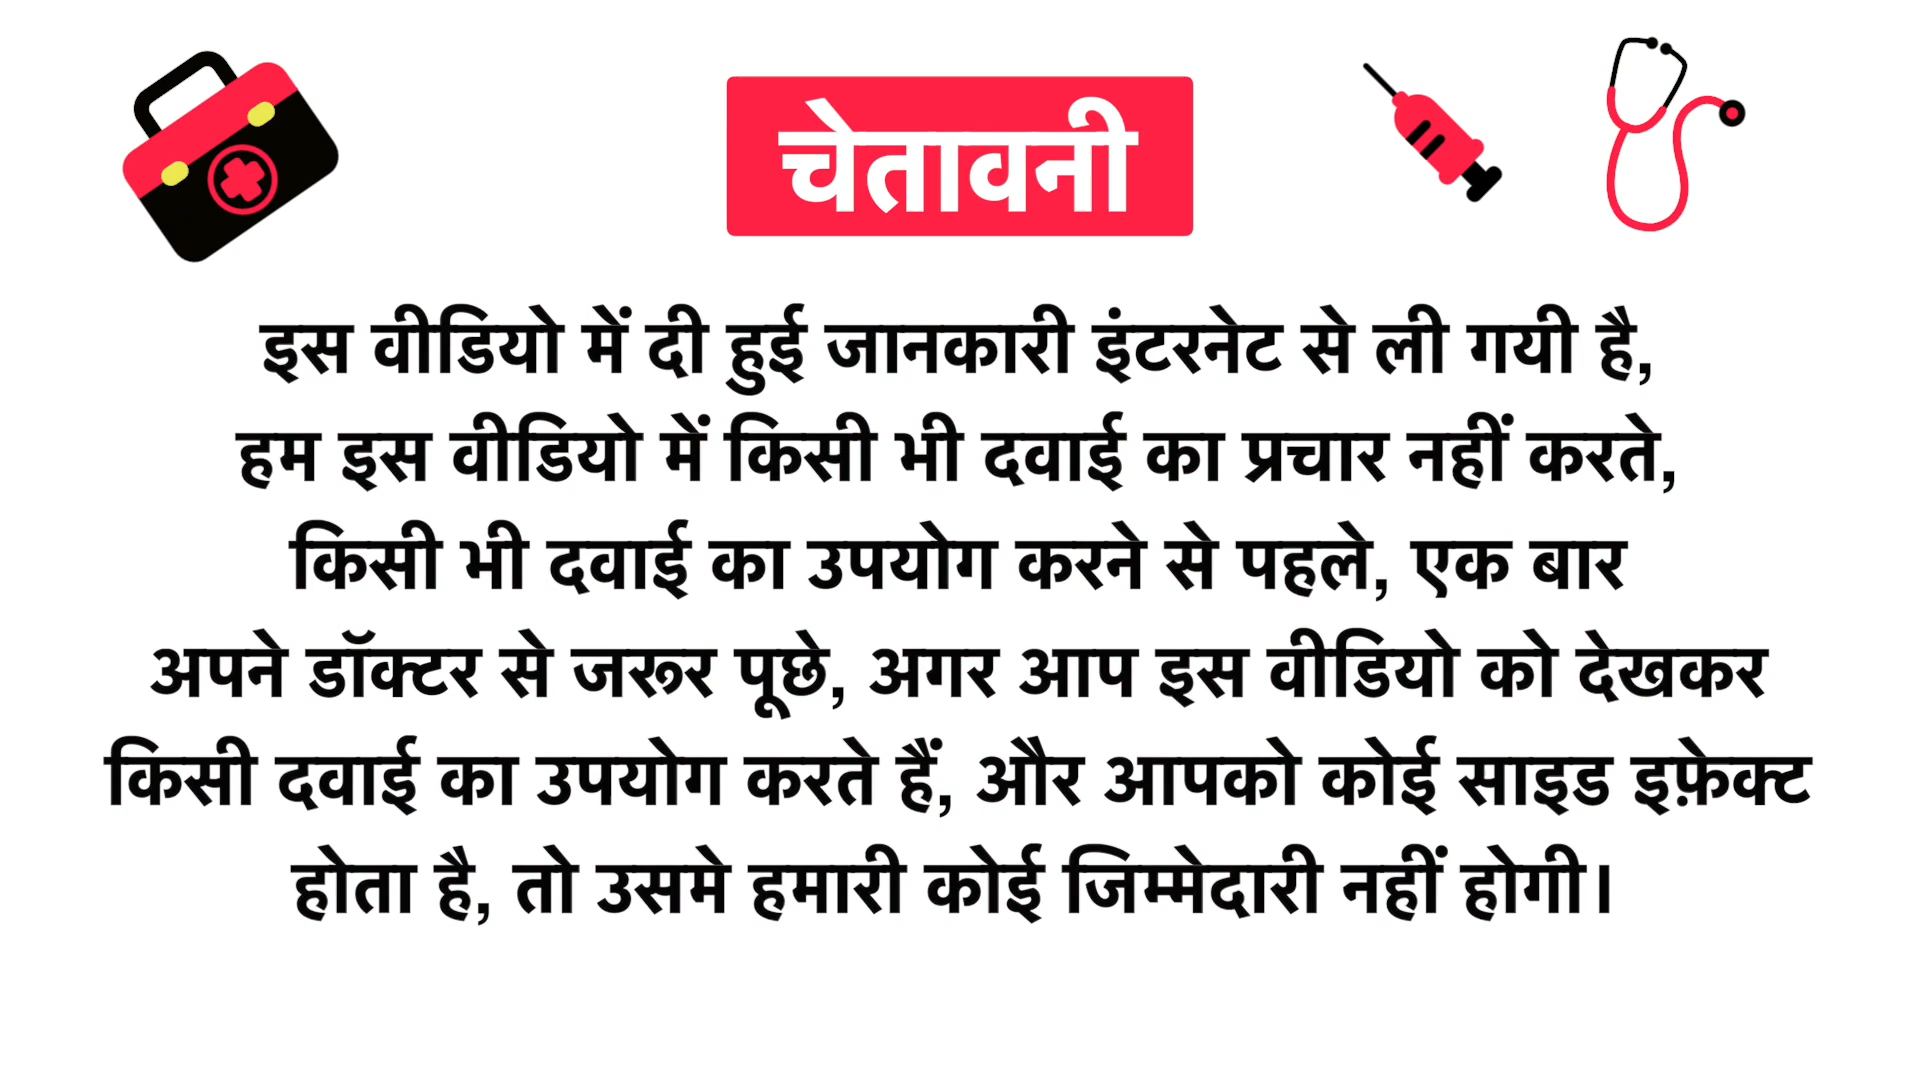 चेतावनी
इस वीडियो में दी हुई जानकारी इंटरनेट से ली गयी है,
हम इस वीडियो में किसी भी दवाई का प्रचार नहीं करते,
किसी भी दवाई का उपयोग करने से पहले, एक बार
अपने डॉक्टर से जरूर पूछे, अगर आप इस वीडियो को देखकर
किसी दवाई का उपयोग करते हैं, और आपको कोई साइड इफ़ेक्ट
होता है, तो उसमे हमारी कोई जिम्मेदारी नहीं होगी।